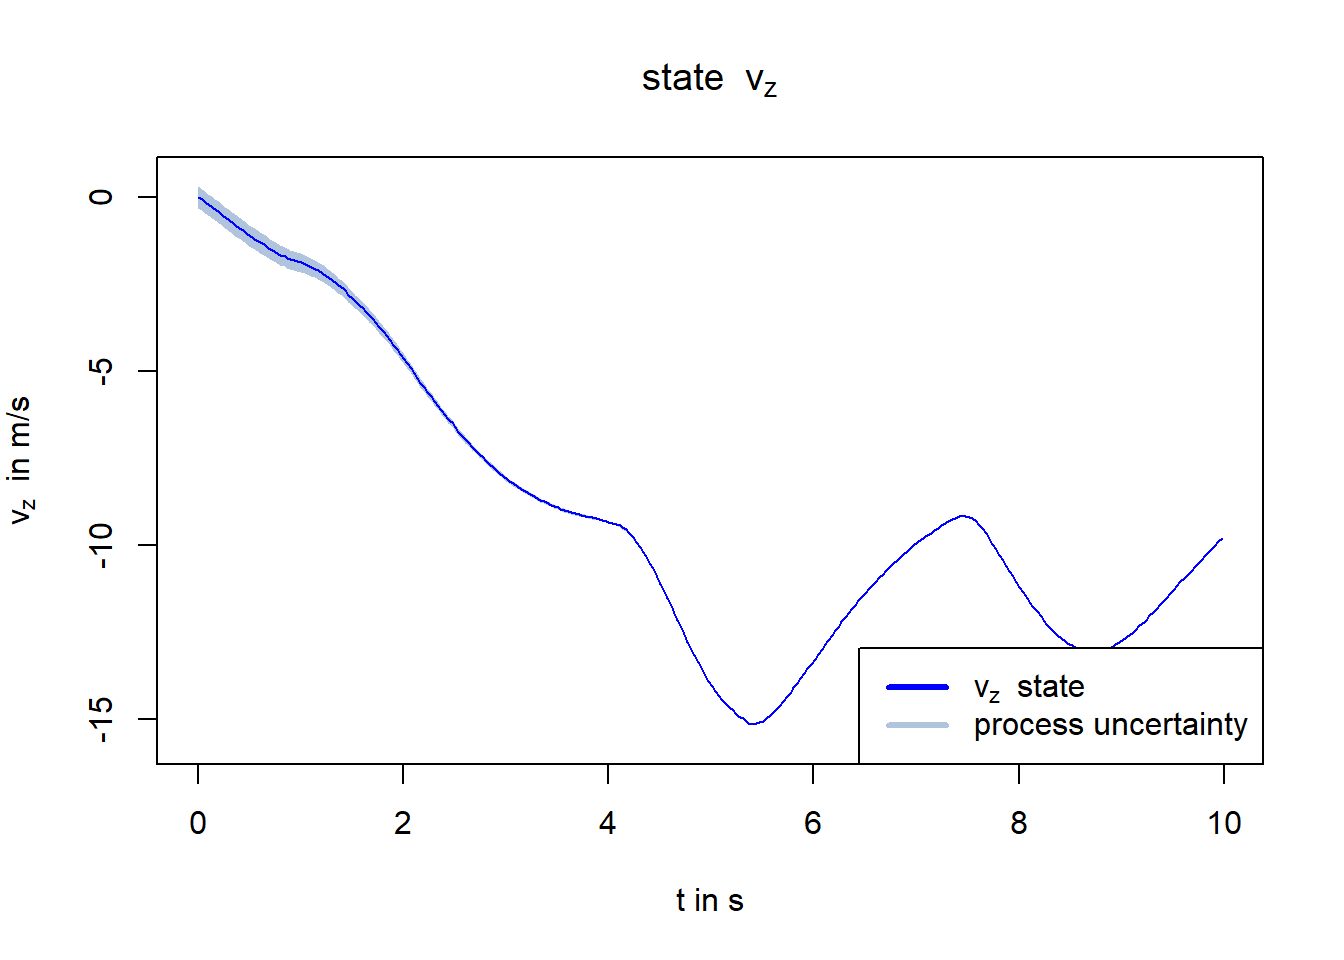 state v_z
0
-5
-10
-15
v_z in m/s
v_z state
process uncertainty
0 2 4 6 8 10
t in s